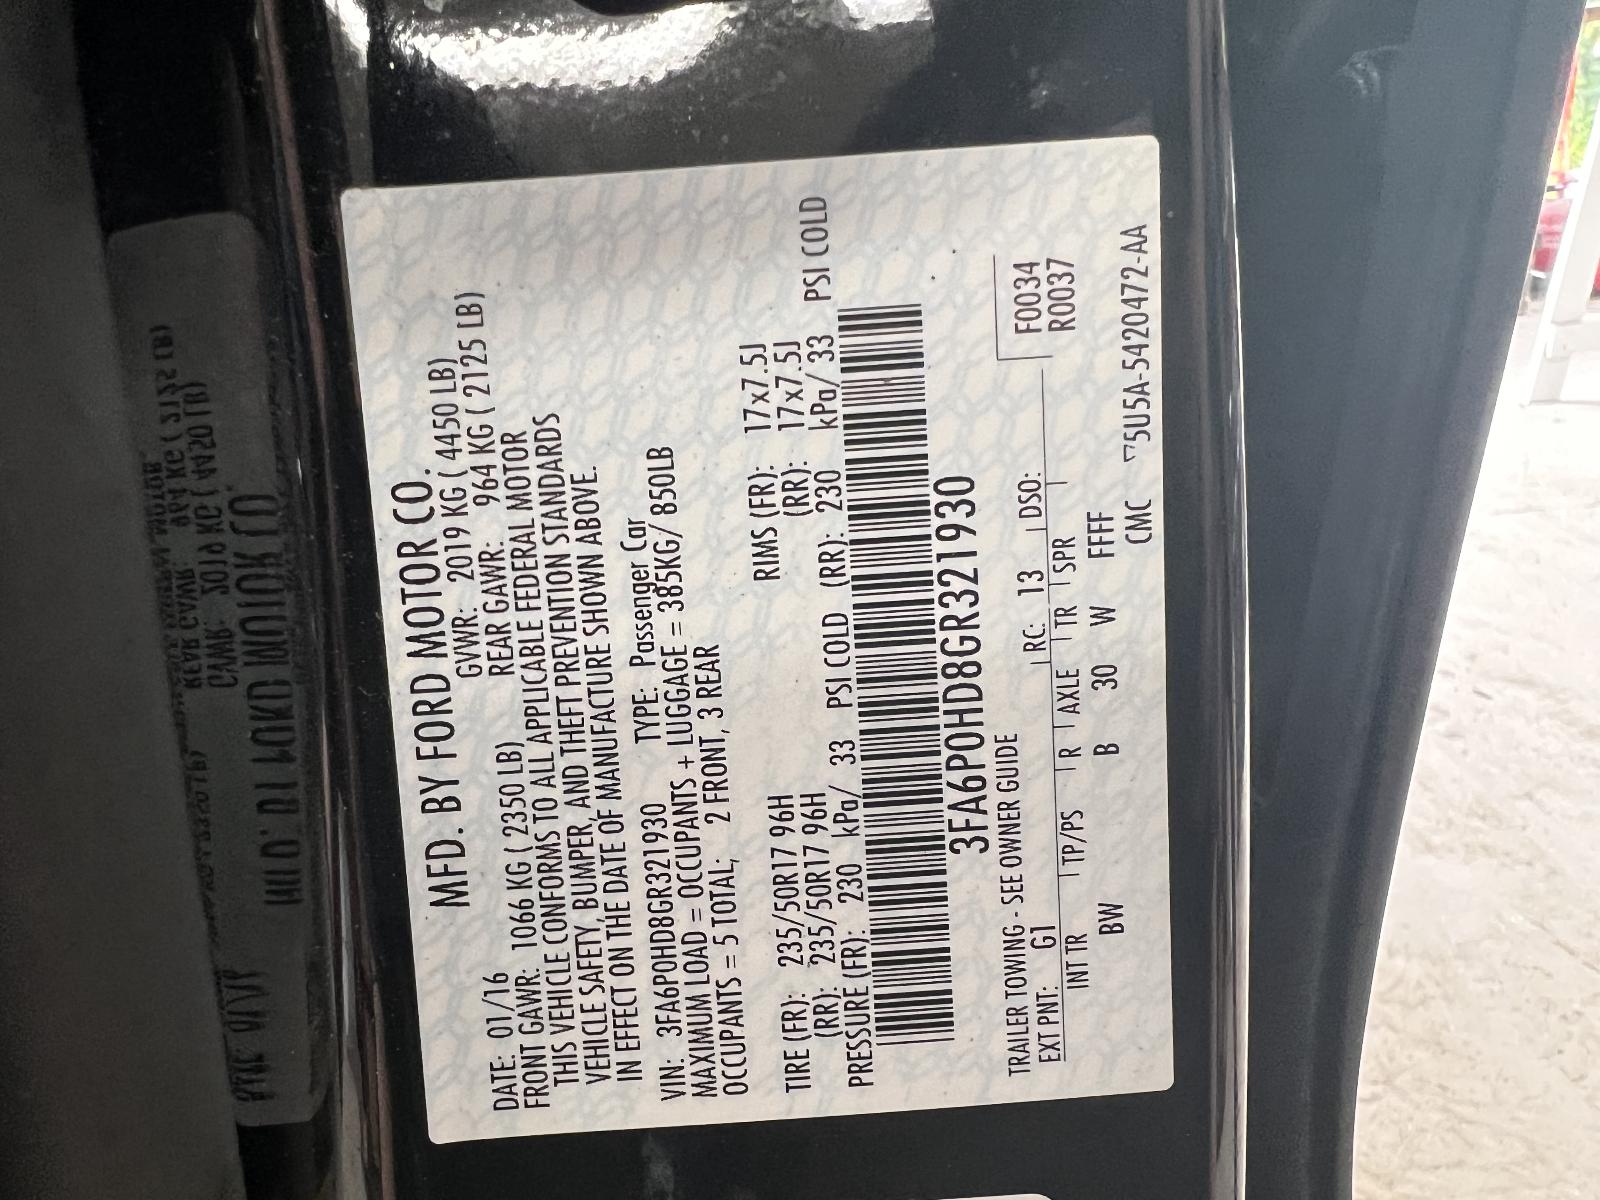 MFD. BY FORD MOTOR CO.
DATE: 01/16 GVWR: 2019 KG ( 4450 LB)
FRONT GAWR: 1066 KG ( 2350 LB) REAR GAWR: 964 KG ( 2125 LB)
THIS VEHICLE CONFORMS TO ALL APPLICABLE FEDERAL MOTOR
VEHICLE SAFETY, BUMPER, AND THEFT PREVENTION STANDARDS
IN EFFECT ON THE DATE OF MANUFACTURE SHOWN ABOVE.
VIN: 3FA6P0HD8GR321930 TYPE: Passenger Car
MAXIMUM LOAD = OCCUPANTS + LUGGAGE = 385KG/ 850LB
OCCUPANTS = 5 TOTAL; 2 FRONT, 3 REAR
TIRE (FR): 235/50R17 96H RIMS (FR): 17x7.5J
(RR): 235/50R17 96H (RR): 17x7.5J
PRESSURE (FR): 230 kPa/ 33 PSI COLD (RR): 230 kPa/ 33 PSI COLD
3FA6P0HD8GR321930
TRAILER TOWING - SEE OWNER GUIDE
EXT PNT: G1 RC: 13 DSO: F0034
R0037
INT TR TP/PS R AXLE TR SPR
BW B 30 W FFFF
CMC 5U5A-5420472-AA